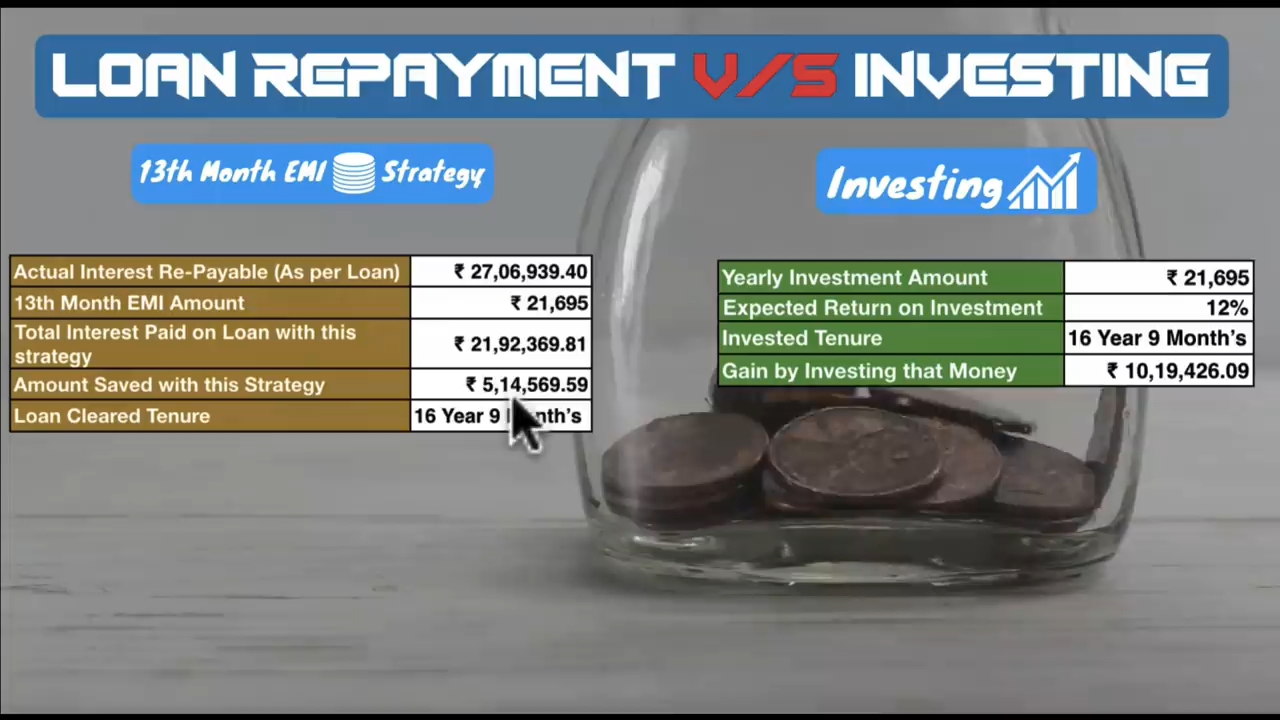 LOAN REPAYMENT V/S INVESTING
13th Month EMI Strategy
Investing
Actual Interest Re-Payable (As per Loan) ₹ 27,06,939.40
13th Month EMI Amount ₹ 21,695
Total Interest Paid on Loan with this
strategy ₹ 21,92,369.81
Amount Saved with this Strategy ₹ 5,14,569.59
Loan Cleared Tenure 16 Year 9 Month's
Yearly Investment Amount ₹ 21,695
Expected Return on Investment 12%
Invested Tenure 16 Year 9 Month's
Gain by Investing that Money ₹ 10,19,426.09